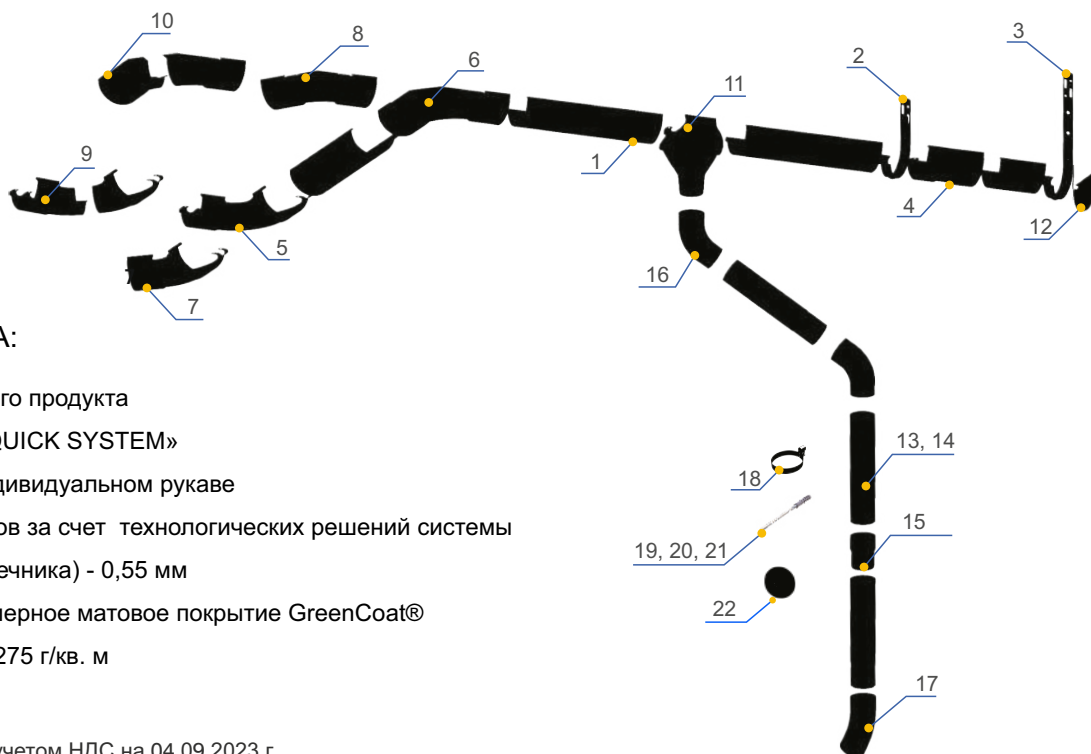 10
8
6
3
2
11
9
1
4
12
5
16
7
А:
го продукта
QUICK SYSTEM»
дивидуальном рукаве
ов за счет технологических решений системы
ечника) - 0,55 мм
мерное матовое покрытие GreenCoat®
275 г/кв. м
13, 14
18
15
19, 20, 21
22
17
учетом НДС на 04.09.2023 г.